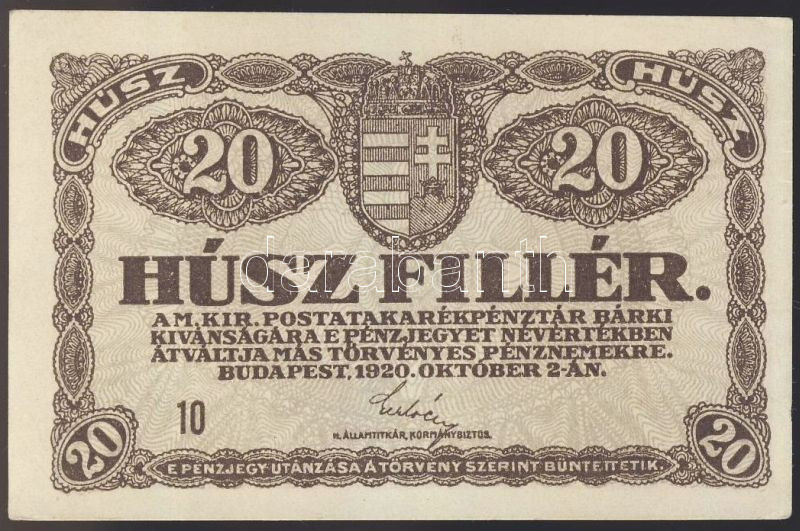 HÚSZ HÚSZ
20 20
HÚSZ FILLÉR.
A M. KIR. POSTATAKARÉKPÉNZTÁR BÁRKI
KIVÁNSÁGÁRA E PÉNZJEGYET NÉVÉRTÉKBEN
ÁTVÁLTJA MÁS TÖRVÉNYES PÉNZNEMEKRE.
BUDAPEST, 1920. OKTÓBER 2-ÁN.
10
H. ÁLLAMTITKÁR, KORMÁNYBIZTOS.
20 20
E PÉNZJEGY UTÁNZÁSA A TÖRVÉNY SZERINT BÜNTETTETIK.
darabanth